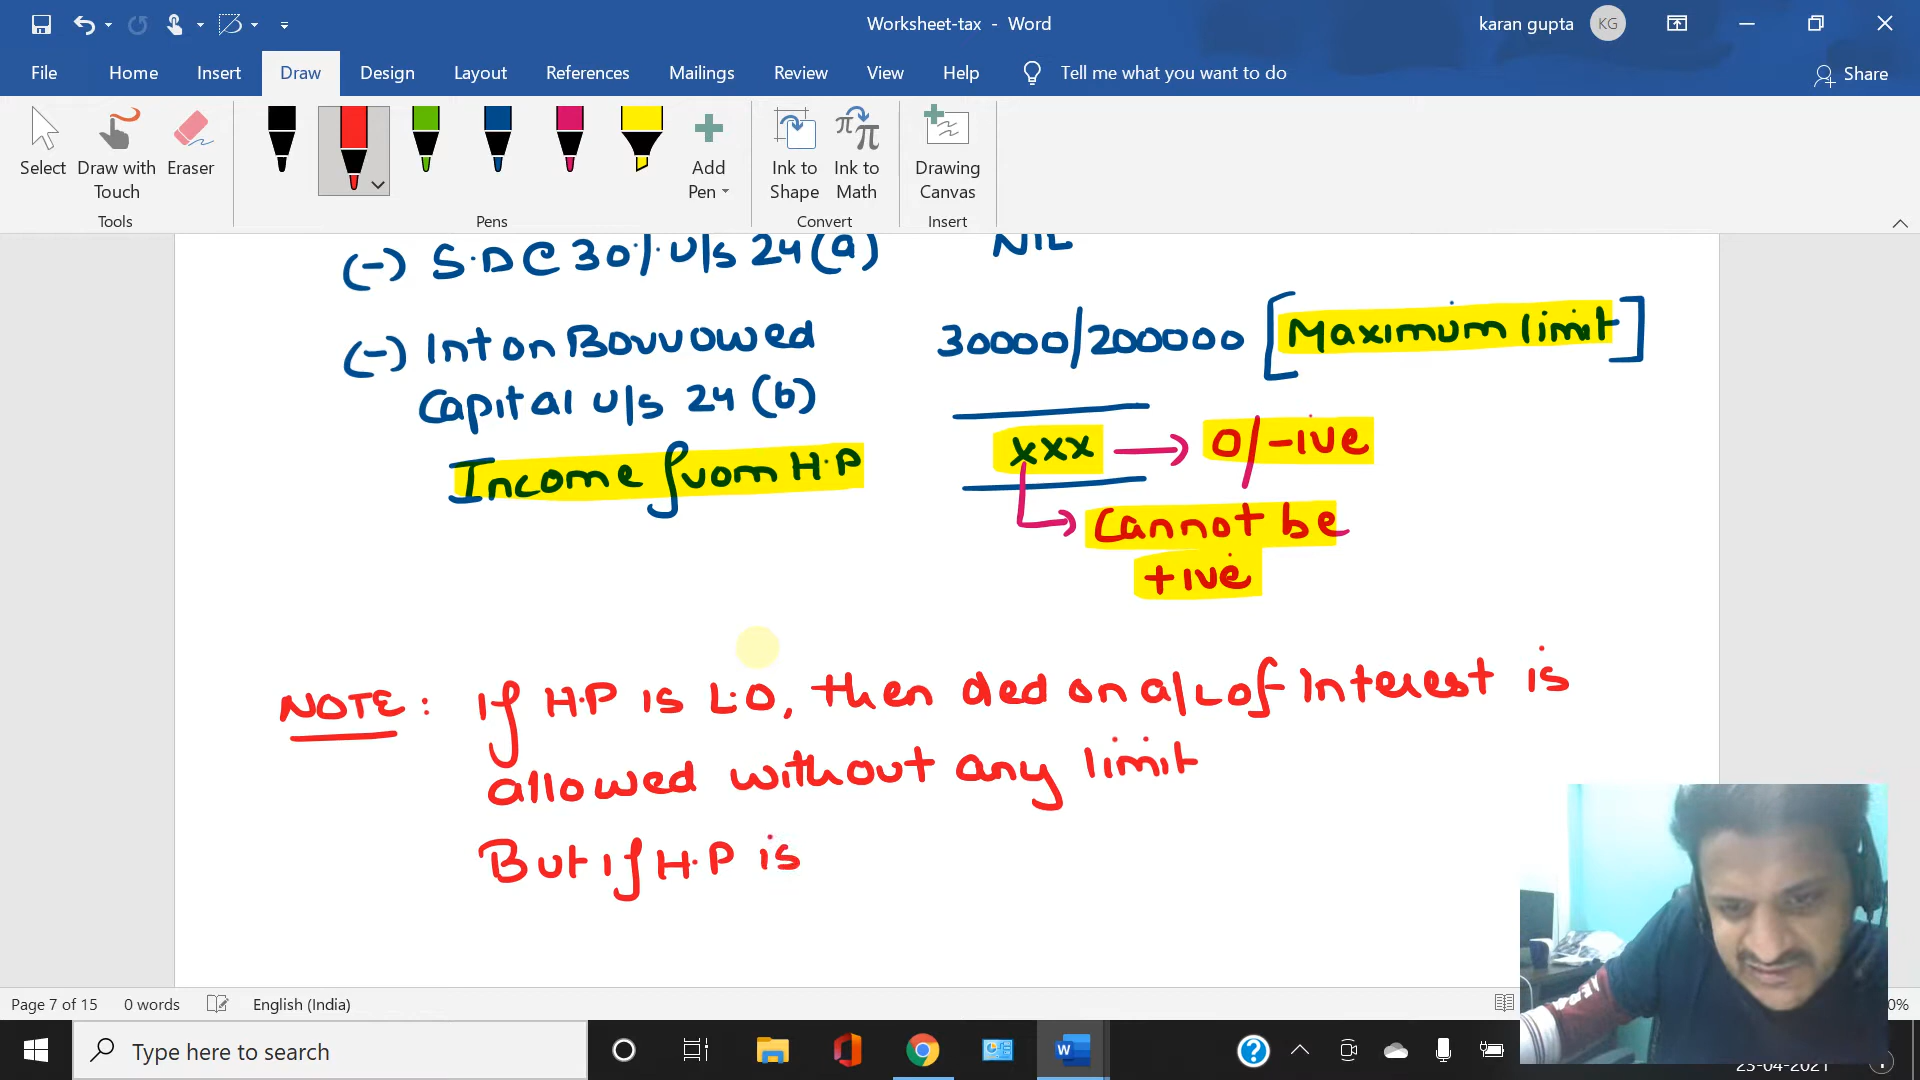 Worksheet-tax - Word
karan gupta
KG
File Home Insert Draw Design Layout References Mailings Review View Help Tell me what you want to do Share
Select
Draw with Touch
Eraser
Add Pen
Ink to Shape
Ink to Math
Drawing Canvas
Tools
Pens
Convert
Insert
(-) S.D @ 30% U/s 24 (a) NIL
(-) Int on Borrowed 30000/200000 [Maximum limit]
Capital U/s 24 (b)
Income from H.P xxx → 0/-ive
Cannot be
+ive
NOTE: If H.P is L.O, then ded on a/c of Interest is
allowed without any limit
But if H.P is
Page 7 of 15 0 words English (India) 0%
Type here to search
23-04-2021